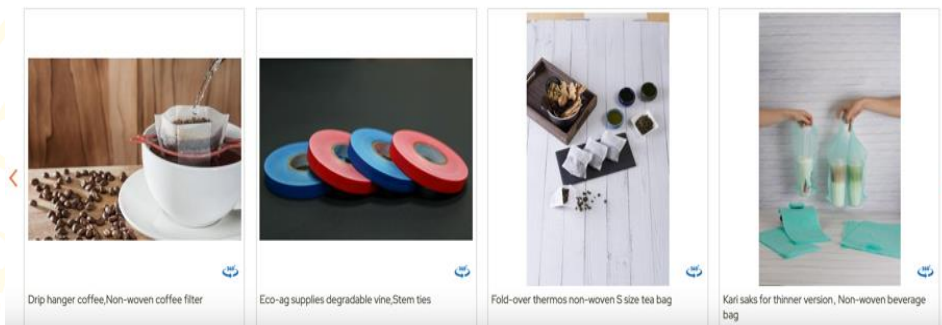 Drip hanger coffee,Non-woven coffee filter
Eco-ag supplies degradable vine,Stem ties
Fold-over thermos non-woven S size tea bag
Kari saks for thinner version, Non-woven beverage
bag